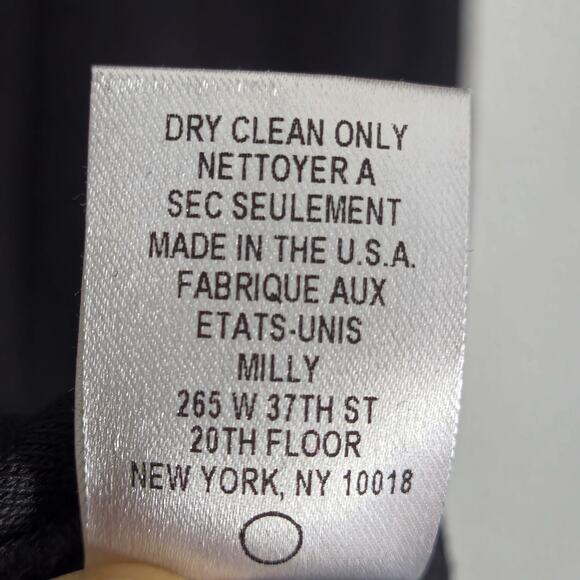 DRY CLEAN ONLY
NETTOYER A
SEC SEULEMENT
MADE IN THE U.S.A.
FABRIQUE AUX
ETATS-UNIS
MILLY
265 W 37TH ST
20TH FLOOR
NEW YORK, NY 10018